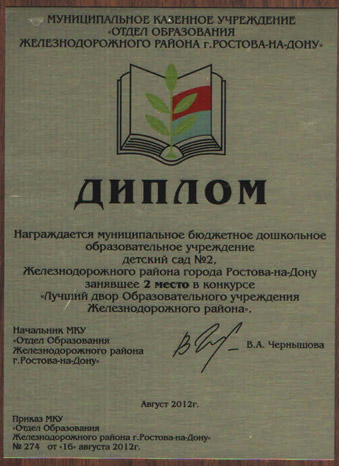 МУНИЦИПАЛЬНОЕ КАЗЕННОЕ УЧРЕЖДЕНИЕ
«ОТДЕЛ ОБРАЗОВАНИЯ
ЖЕЛЕЗНОДОРОЖНОГО РАЙОНА г.РОСТОВА-НА-ДОНУ»
ДИПЛОМ
Награждается муниципальное бюджетное дошкольное
образовательное учреждение
детский сад №2,
Железнодорожного района города Ростова-на-Дону
занявшее 2 место в конкурсе
«Лучший двор Образовательного учреждения
Железнодорожного района».
Начальник МКУ
«Отдел Образования
Железнодорожного района
г.Ростова-на-Дону»
В.А. Чернышова
Август 2012г.
Приказ МКУ
«Отдел Образования
Железнодорожного района г.Ростова-на-Дону»
№ 274 от «16» августа 2012г.